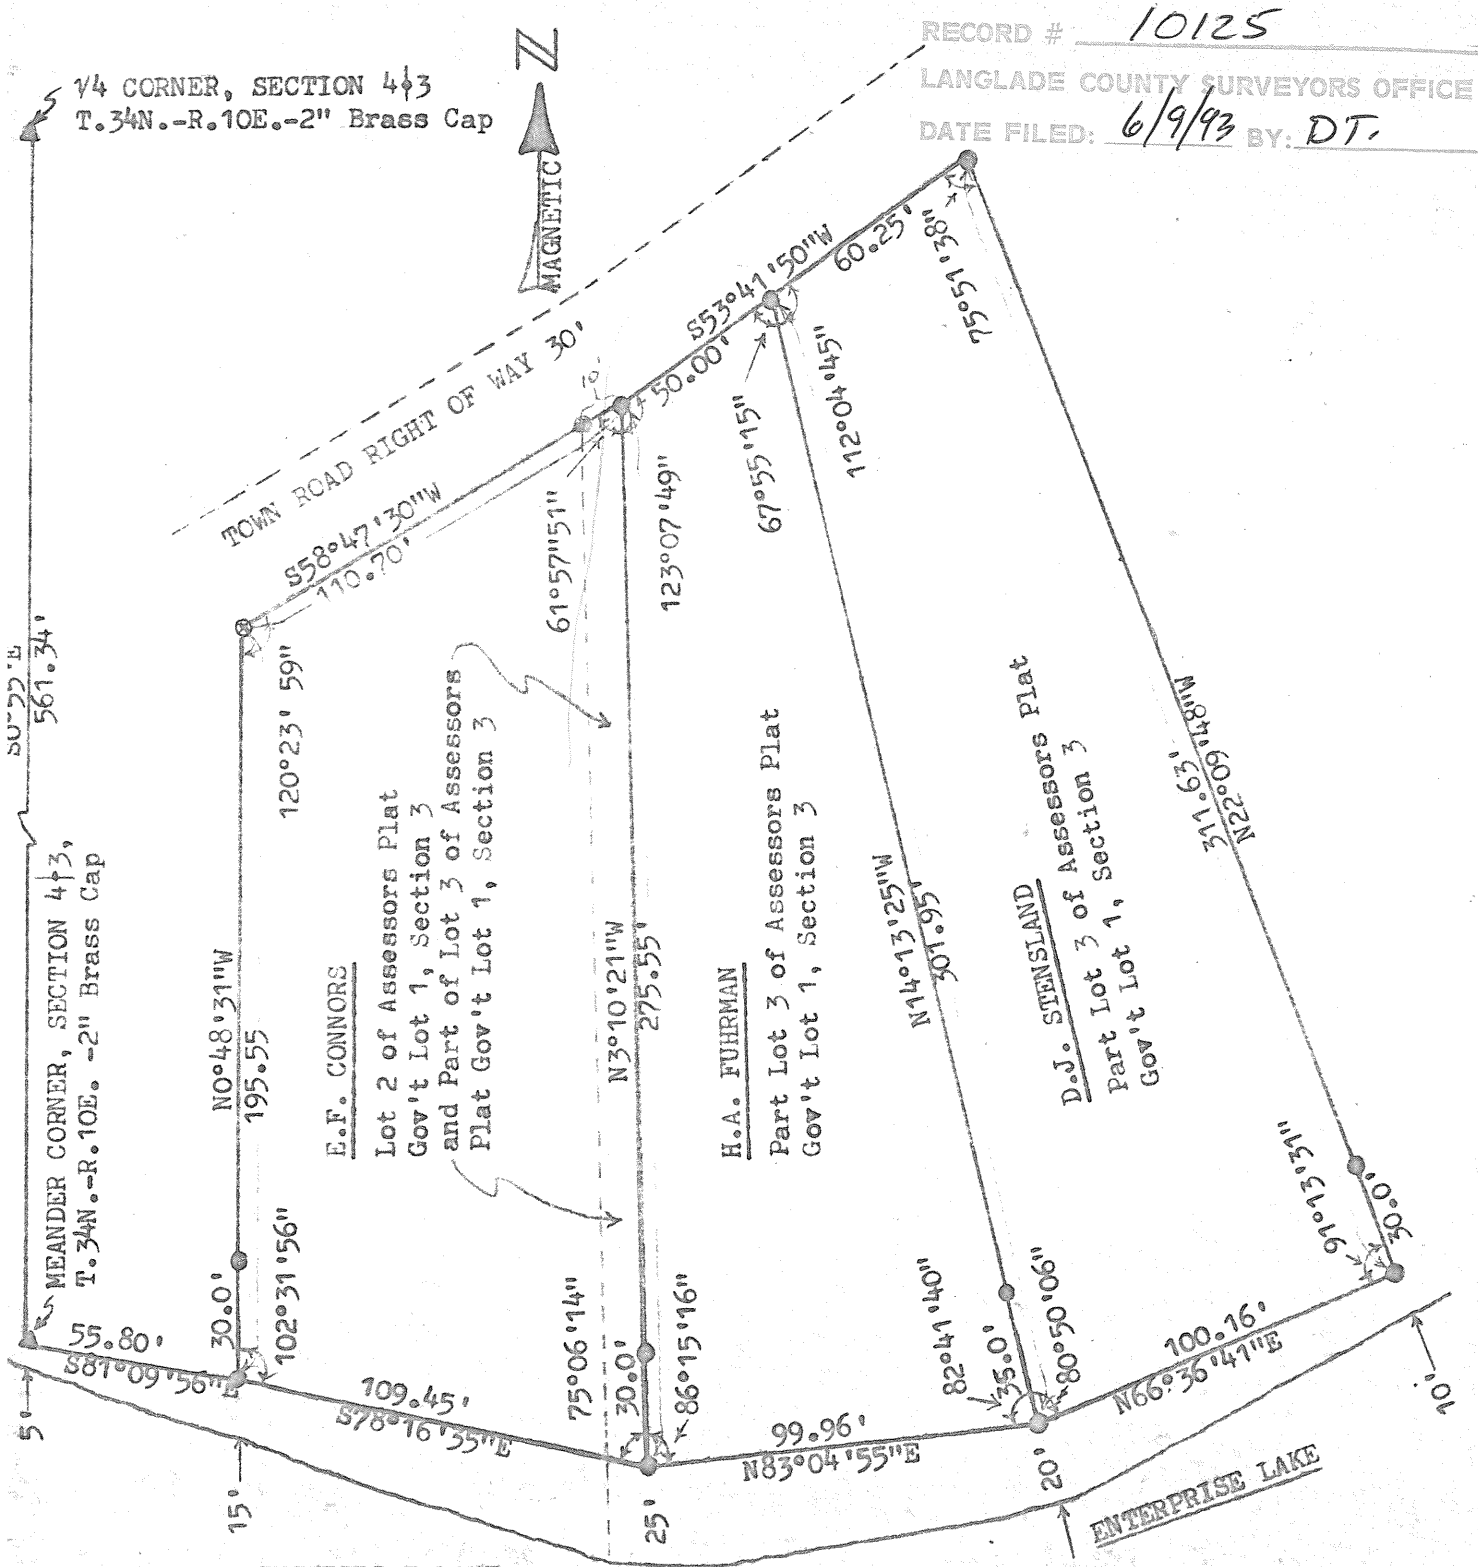 RECORD # 10125
LANGLADE COUNTY SURVEYORS OFFICE
DATE FILED: 6/9/93 BY: DT.
N
MAGNETIC
1/4 CORNER, SECTION 4&3
T.34N.-R.10E.-2" Brass Cap
S0°55'E
561.34'
MEANDER CORNER, SECTION 4&3,
T.34N.-R.10E. -2" Brass Cap
TOWN ROAD RIGHT OF WAY 30'
S58°47'30"W
110.70'
10'
S53°41'50"W
50.00'
60.25'
75°51'38"
67°55'15"
112°04'45"
61°57'51"
123°07'49"
120°23'59"
N0°48'31"W
195.55
E.F. CONNORS
Lot 2 of Assessors Plat
Gov't Lot 1, Section 3
and Part of Lot 3 of Assessors
Plat Gov't Lot 1, Section 3
N3°10'21"W
275.55'
H.A. FUHRMAN
Part Lot 3 of Assessors Plat
Gov't Lot 1, Section 3
N14°13'25"W
301.95'
D.J. STENSLAND
Part Lot 3 of Assessors Plat
Gov't Lot 1, Section 3
311.63'
N22°09'48"W
30.0'
102°31'56"
75°06'14"
30.0'
86°15'16"
82°41'40"
35.0'
80°50'06"
91°13'31"
30.0'
55.80'
S81°09'56"E
109.45'
S78°16'35"E
99.96'
N83°04'55"E
100.16'
N66°36'41"E
5'
15'
25'
20'
10'
ENTERPRISE LAKE